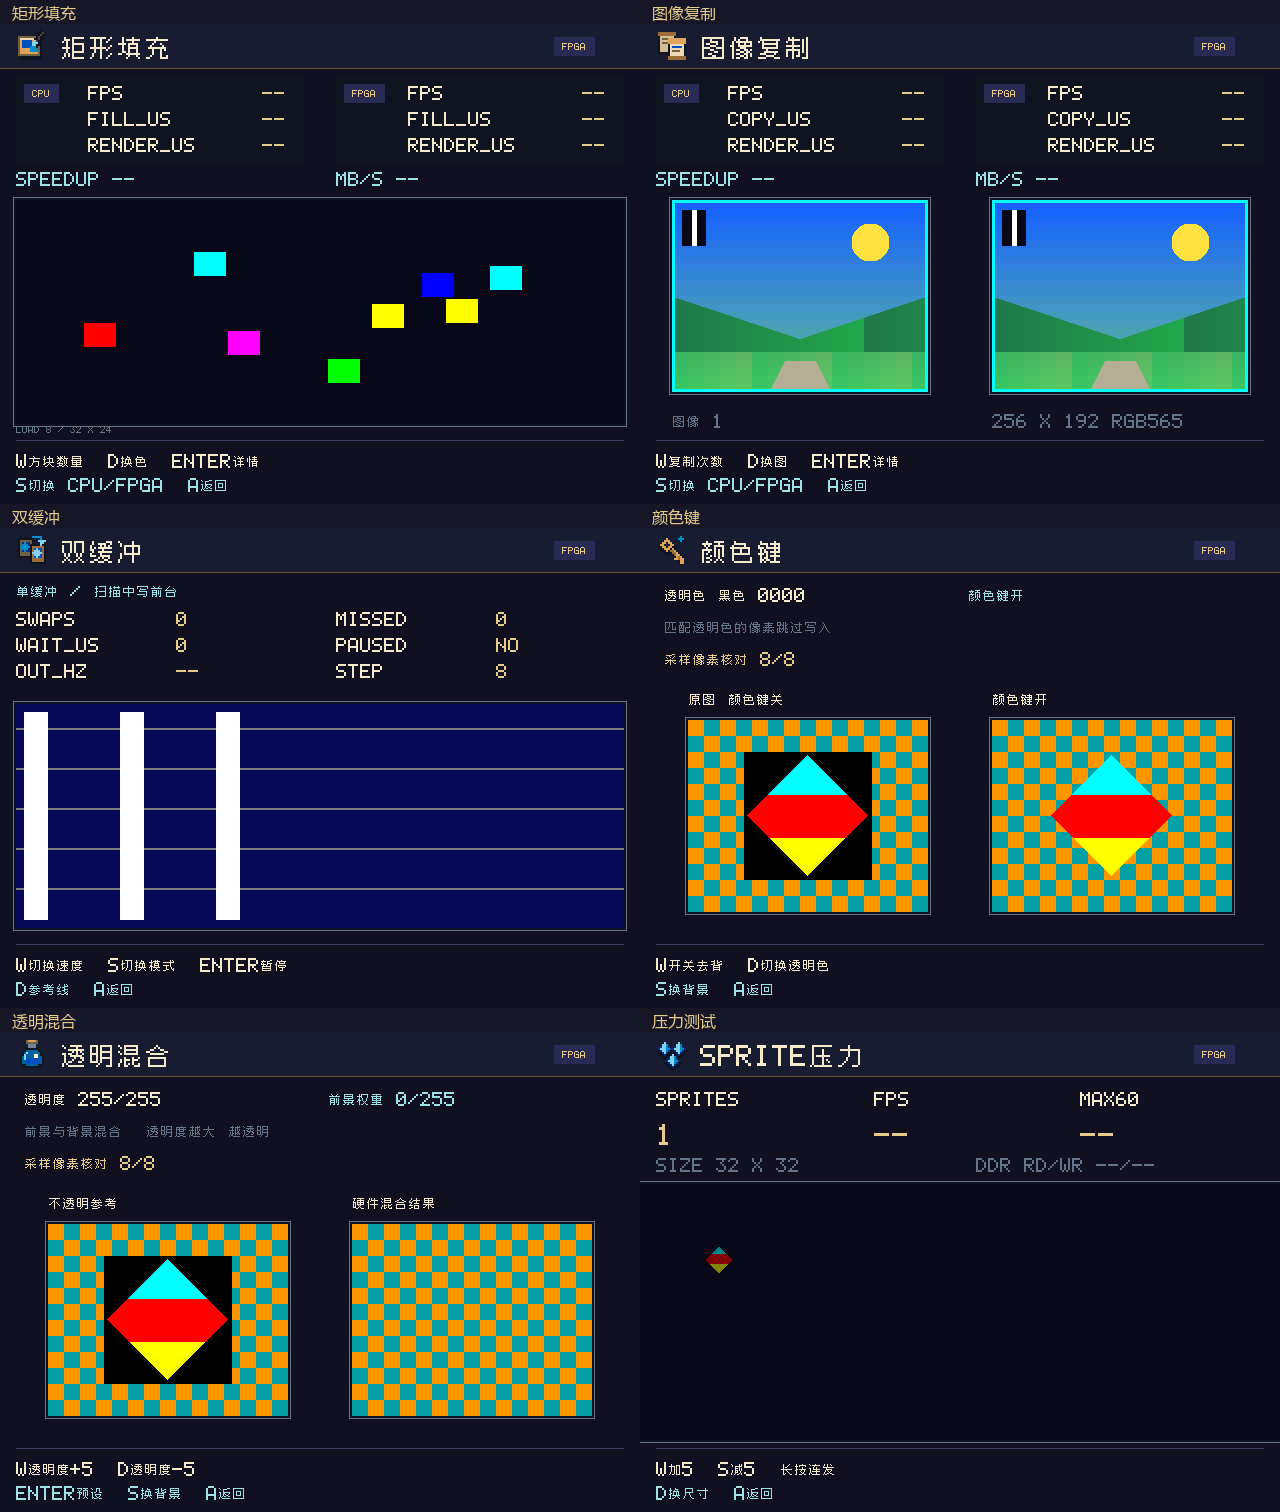 矩形填充
矩形填充 FPGA
CPU FPS -- FPGA FPS --
FILL_US -- FILL_US --
RENDER_US -- RENDER_US --
SPEEDUP -- MB/S --
LOAD 8 / 32 X 24
W方块数量 D换色 ENTER详情
S切换 CPU/FPGA A返回
图像复制
图像复制 FPGA
CPU FPS -- FPGA FPS --
COPY_US -- COPY_US --
RENDER_US -- RENDER_US --
SPEEDUP -- MB/S --
图像 1 256 X 192 RGB565
W复制次数 D换图 ENTER详情
S切换 CPU/FPGA A返回
双缓冲
双缓冲 FPGA
单缓冲 / 扫描中写前台
SWAPS 0 MISSED 0
WAIT_US 0 PAUSED NO
OUT_HZ -- STEP 8
W切换速度 S切换模式 ENTER暂停
D参考线 A返回
颜色键
颜色键 FPGA
透明色 黑色 0000 颜色键开
匹配透明色的像素跳过写入
采样像素核对 8/8
原图 颜色键关 颜色键开
W开关去背 D切换透明色
S换背景 A返回
透明混合
透明混合 FPGA
透明度 255/255 前景权重 0/255
前景与背景混合 透明度越大 越透明
采样像素核对 8/8
不透明参考 硬件混合结果
W透明度+5 D透明度-5
ENTER预设 S换背景 A返回
压力测试
SPRITE压力 FPGA
SPRITES FPS MAX60
1 -- --
SIZE 32 X 32 DDR RD/WR --/--
W加5 S减5 长按连发
D换尺寸 A返回